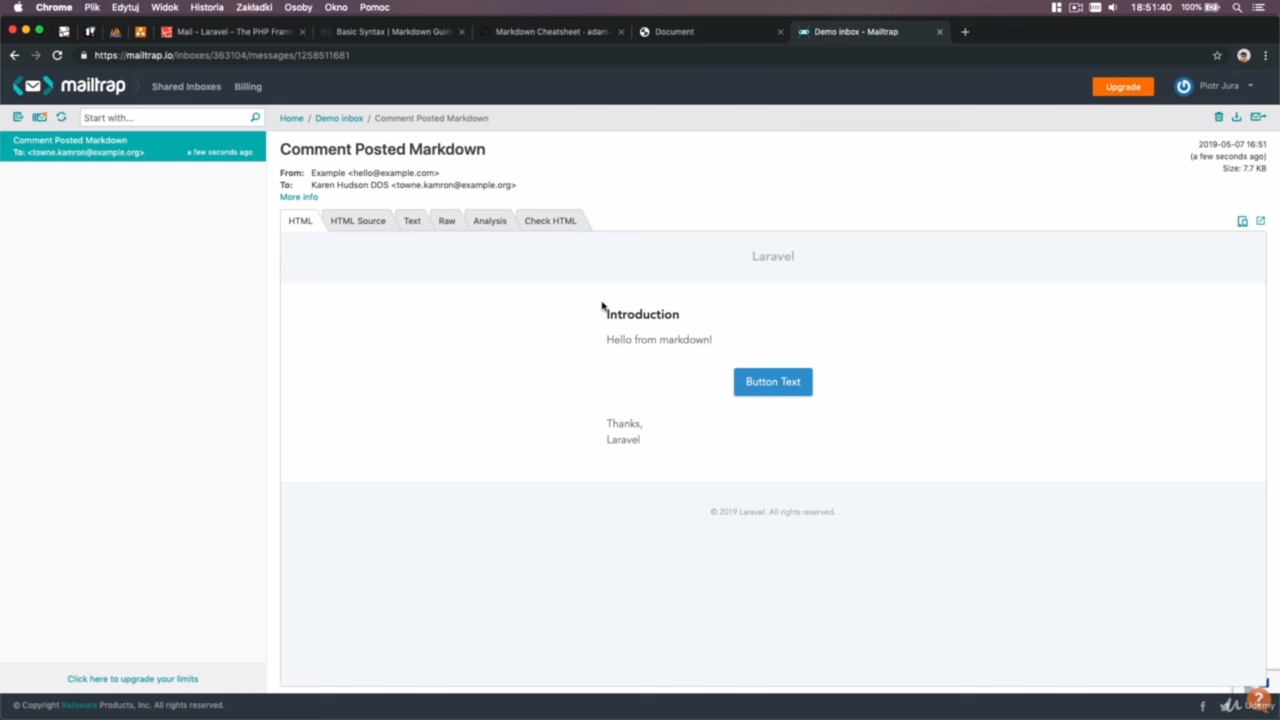 Chrome Plik Edytuj Widok Historia Zakładki Osoby Okno Pomoc 18:51:40 100%
Mail - Laravel - The PHP Fram
Basic Syntax | Markdown Guid
Markdown Cheatsheet - adam-
Document
Demo inbox - Mailtrap
https://mailtrap.io/inboxes/363104/messages/1258511681
mailtrap Shared Inboxes Billing Upgrade Piotr Jura
Start with...
Home / Demo inbox / Comment Posted Markdown
Comment Posted Markdown
To: <towne.kamron@example.org> a few seconds ago
Comment Posted Markdown
2019-05-07 16:51
(a few seconds ago)
Size: 7.7 KB
From: Example <hello@example.com>
To: Karen Hudson DDS <towne.kamron@example.org>
More info
HTML HTML Source Text Raw Analysis Check HTML
Laravel
Introduction
Hello from markdown!
Button Text
Thanks,
Laravel
© 2019 Laravel. All rights reserved.
Click here to upgrade your limits
© Copyright Railsware Products, Inc. All rights reserved.
Udemy